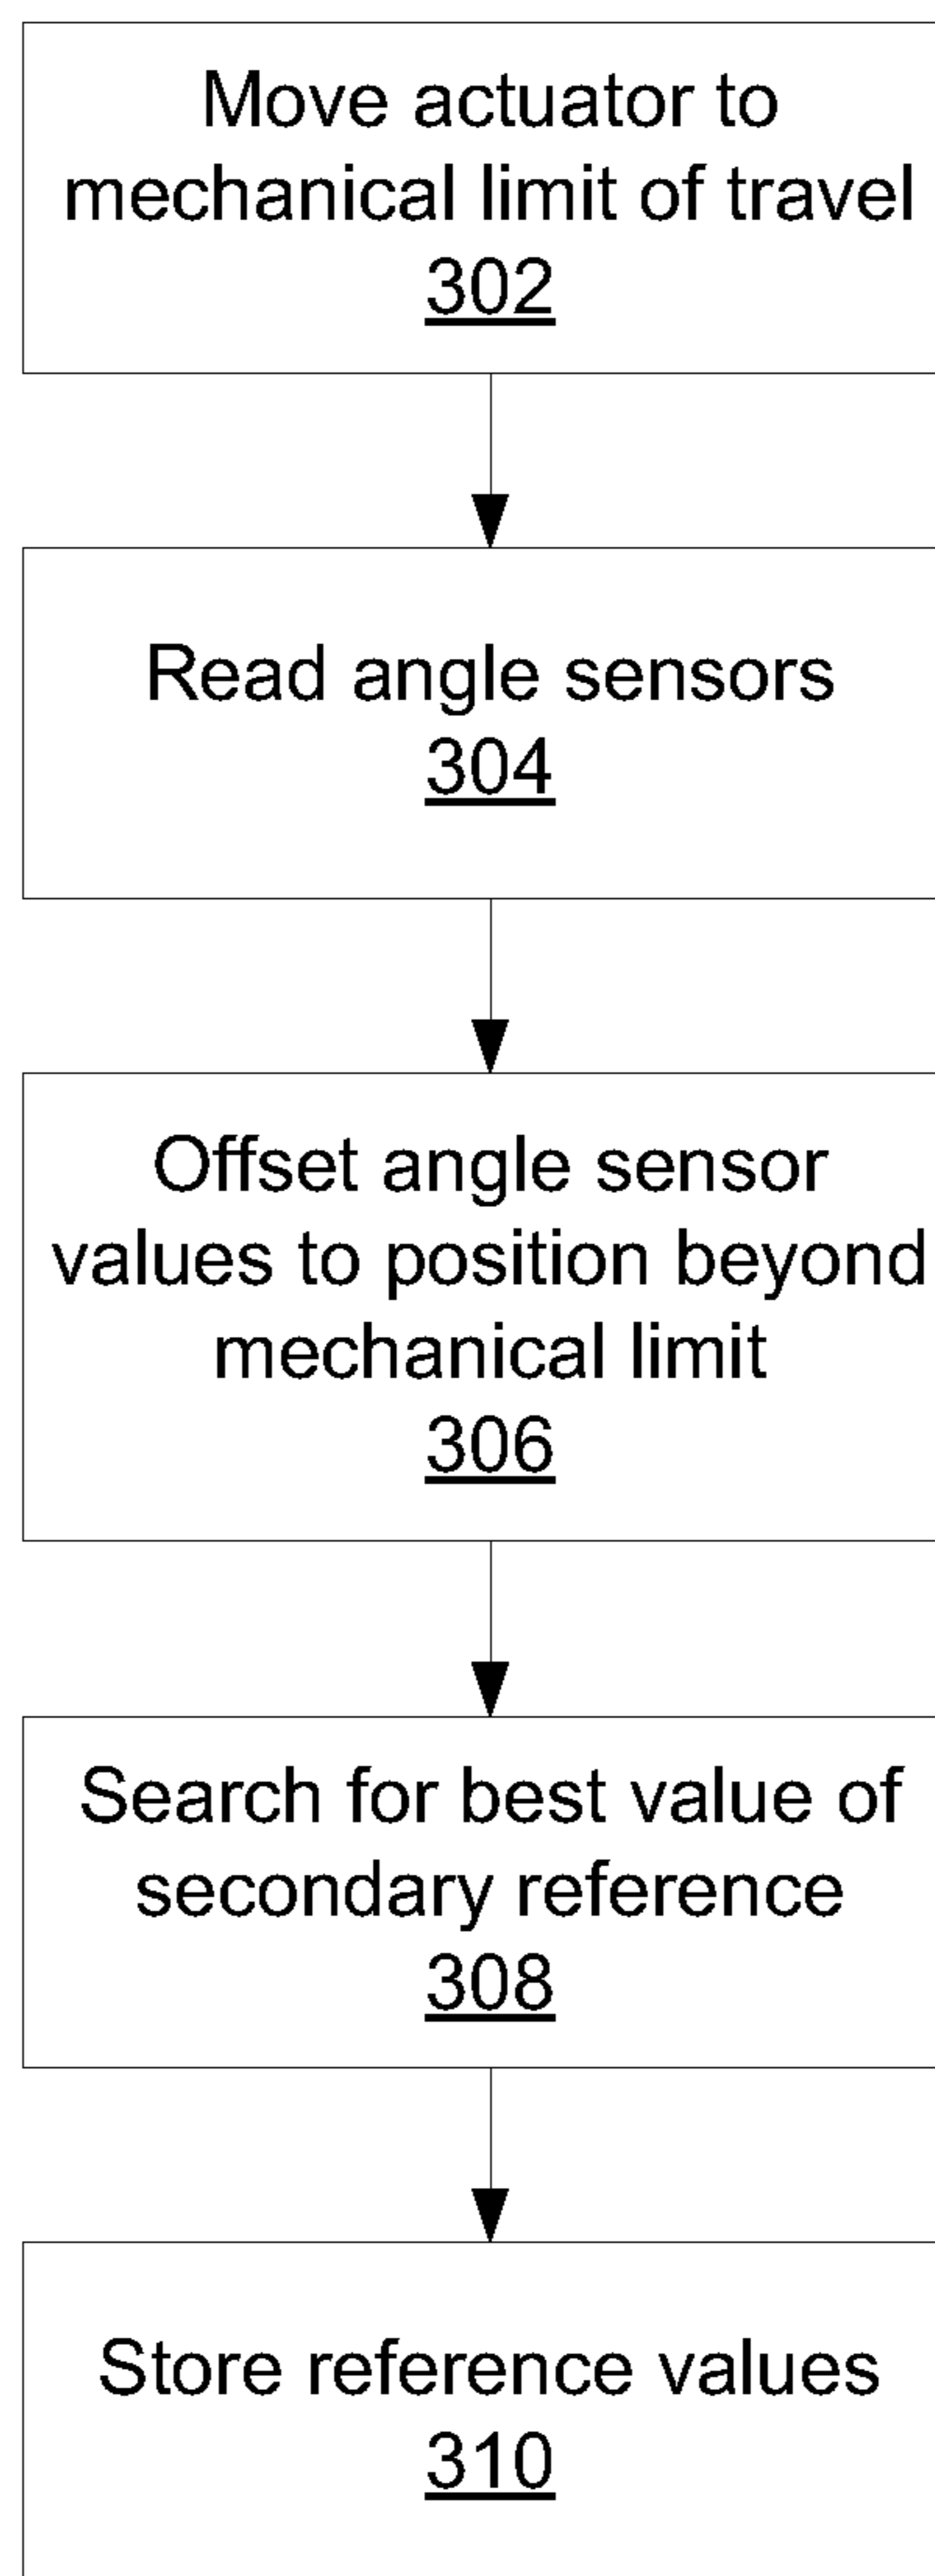 Move actuator to
mechanical limit of travel
302
Read angle sensors
304
Offset angle sensor
values to position beyond
mechanical limit
306
Search for best value of
secondary reference
308
Store reference values
310